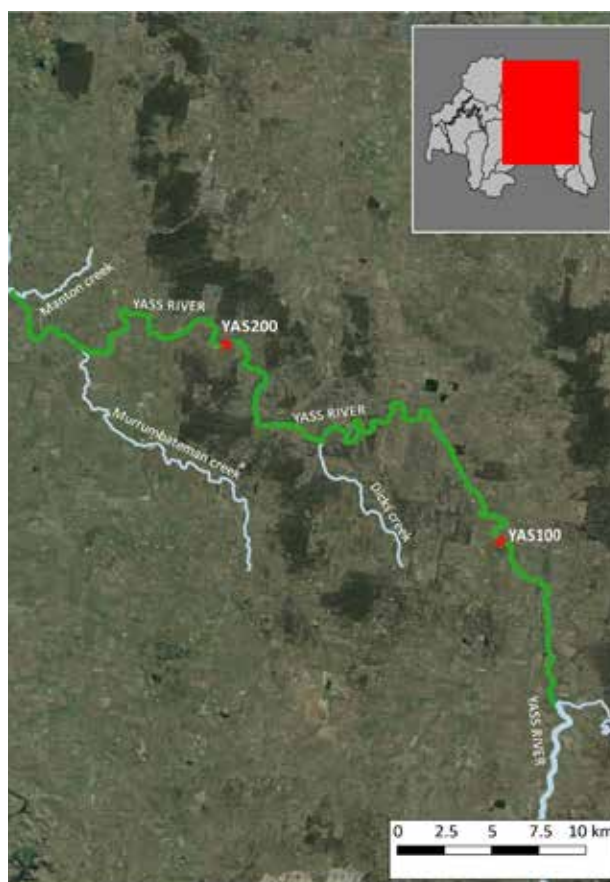 Manton creek
YASS RIVER
YAS200
YASS RIVER
Murrumbateman creek
Dicks creek
YAS100
YASS RIVER
0 2.5 5 7.5 10 km